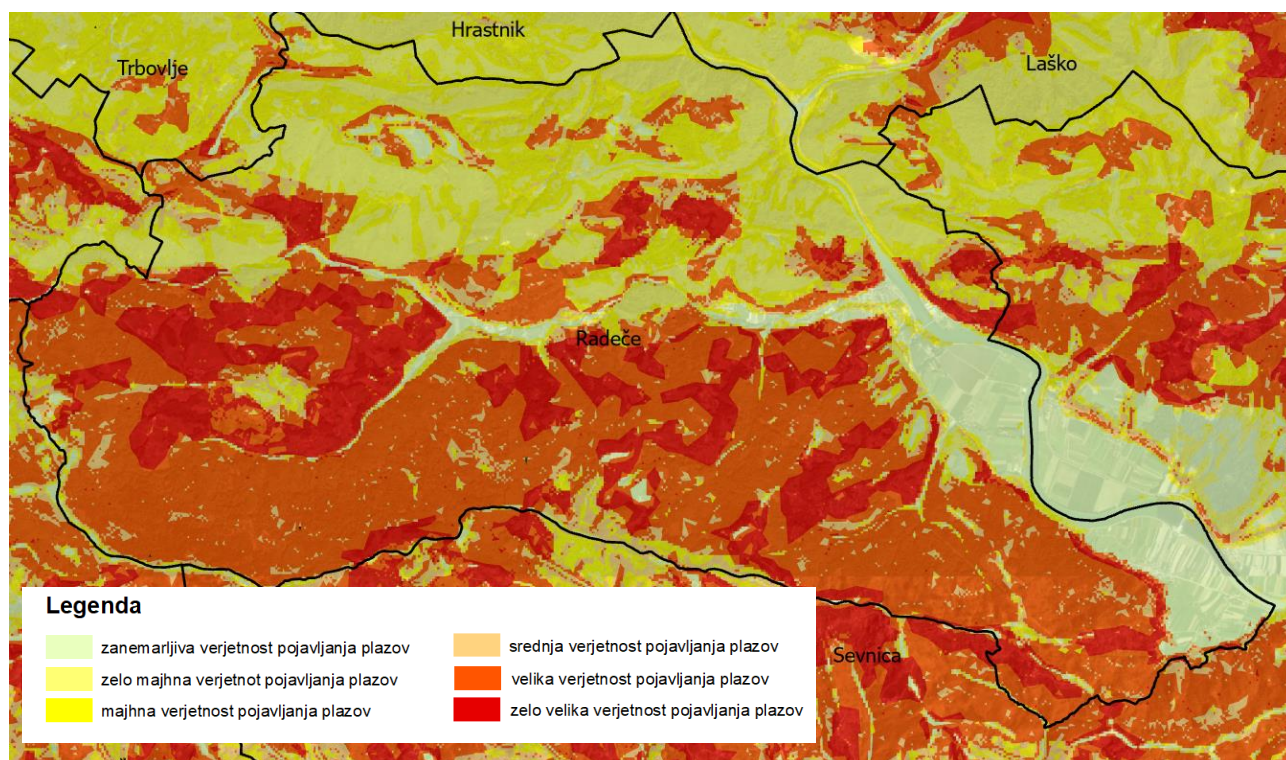 Hrastnik
Trbovlje
Laško
Radeče
Sevnica
Legenda
zanemarljiva verjetnost pojavljanja plazov
zelo majhna verjetnot pojavljanja plazov
majhna verjetnost pojavljanja plazov
srednja verjetnost pojavljanja plazov
velika verjetnost pojavljanja plazov
zelo velika verjetnost pojavljanja plazov